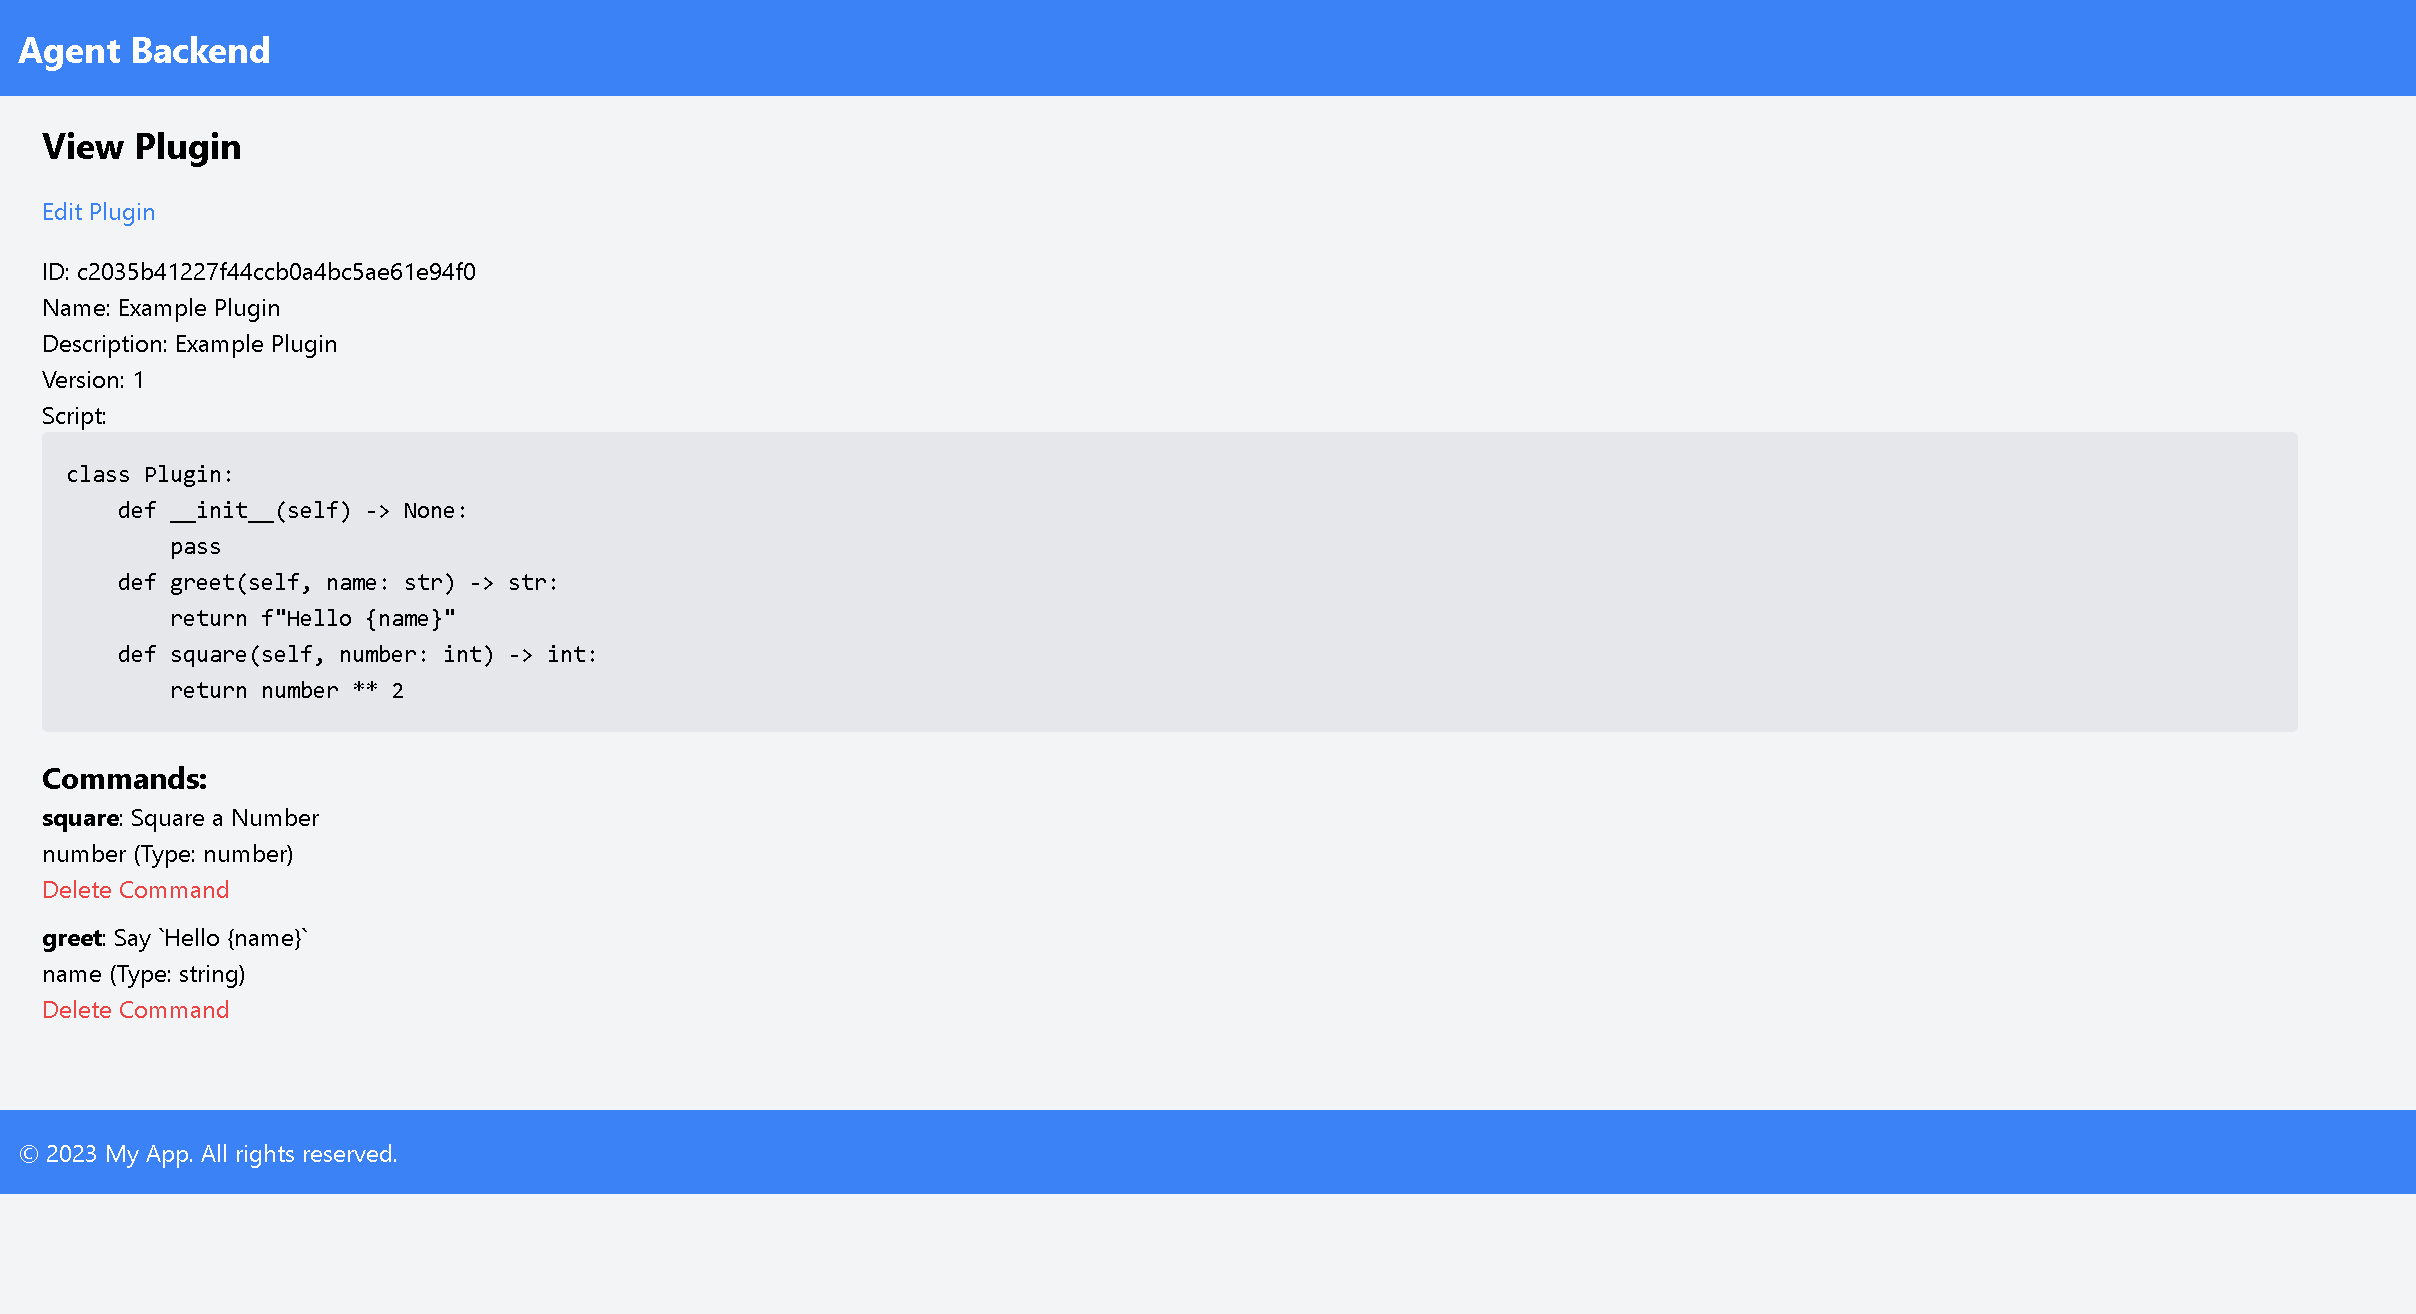 Agent Backend
View Plugin
Edit Plugin
ID: c2035b41227f44ccb0a4bc5ae61e94f0
Name: Example Plugin
Description: Example Plugin
Version: 1
Script:
class Plugin:
    def __init__(self) -> None:
        pass
    def greet(self, name: str) -> str:
        return f"Hello {name}"
    def square(self, number: int) -> int:
        return number ** 2
Commands:
square: Square a Number
number (Type: number)
Delete Command
greet: Say `Hello {name}`
name (Type: string)
Delete Command
© 2023 My App. All rights reserved.